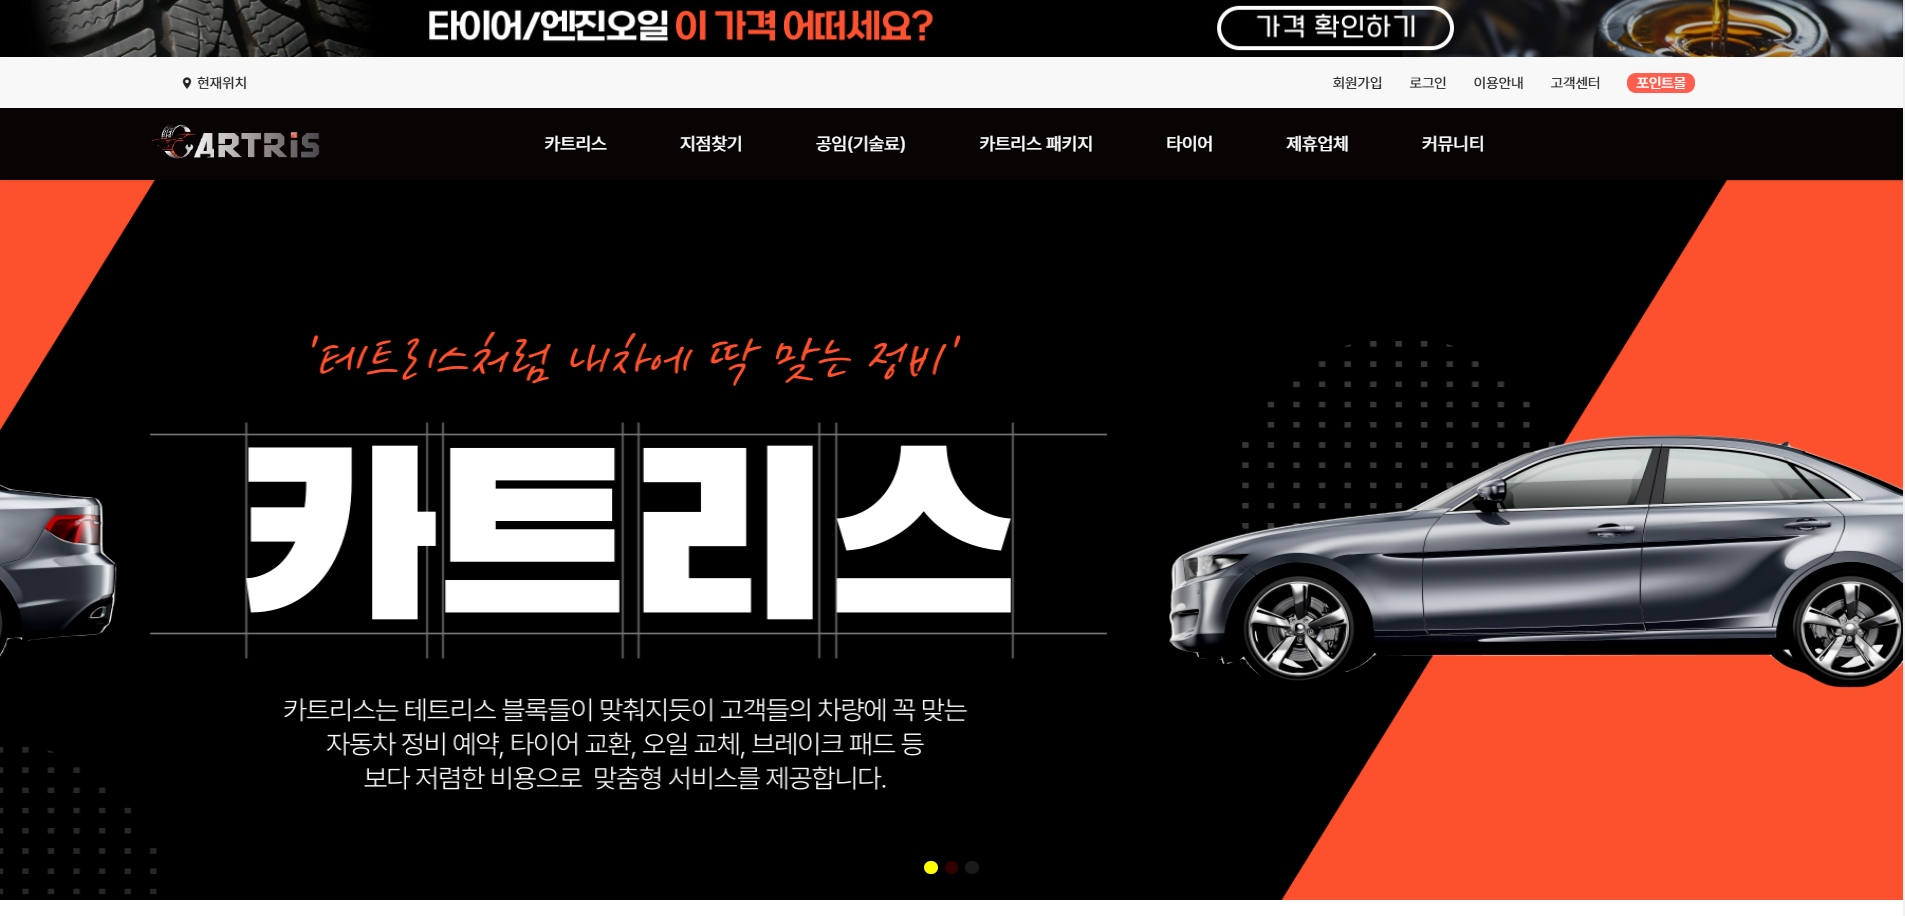 타이어/엔진오일 이 가격 어떠세요?
가격 확인하기
현재위치
회원가입 로그인 이용안내 고객센터 포인트몰
CARTRIS
카트리스 지점찾기 공임(기술료) 카트리스 패키지 타이어 제휴업체 커뮤니티
'테트리스처럼 내차에 딱 맞는 정비'
카트리스
카트리스는 테트리스 블록들이 맞춰지듯이 고객들의 차량에 꼭 맞는
자동차 정비 예약, 타이어 교환, 오일 교체, 브레이크 패드 등
보다 저렴한 비용으로 맞춤형 서비스를 제공합니다.